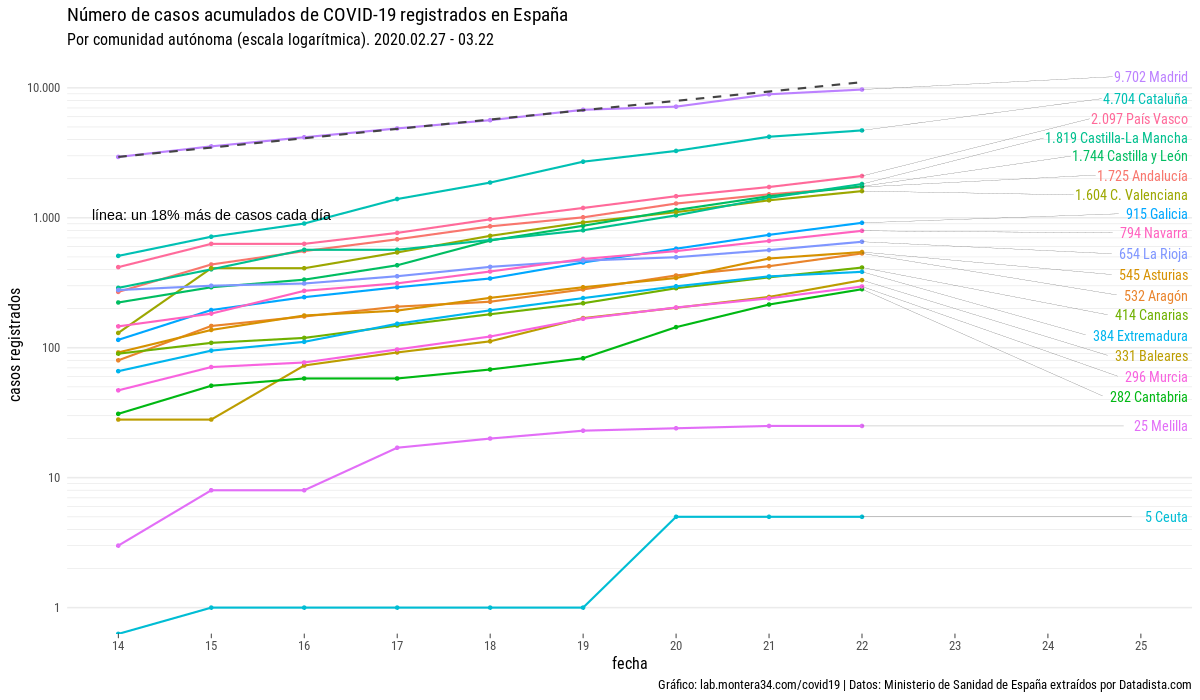 Número de casos acumulados de COVID-19 registrados en España
Por comunidad autónoma (escala logarítmica). 2020.02.27 - 03.22
9.702 Madrid
10.000
4.704 Cataluña
2.097 País Vasco
1.819 Castilla-La Mancha
1.744 Castilla y León
1.725 Andalucía
1.604 C. Valenciana
línea: un 18% más de casos cada día
1.000
915 Galicia
794 Navarra
654 La Rioja
545 Asturias
532 Aragón
414 Canarias
384 Extremadura
100
331 Baleares
296 Murcia
282 Cantabria
25 Melilla
10
5 Ceuta
1
casos registrados
14 15 16 17 18 19 20 21 22 23 24 25
fecha
Gráfico: lab.montera34.com/covid19 | Datos: Ministerio de Sanidad de España extraídos por Datadista.com